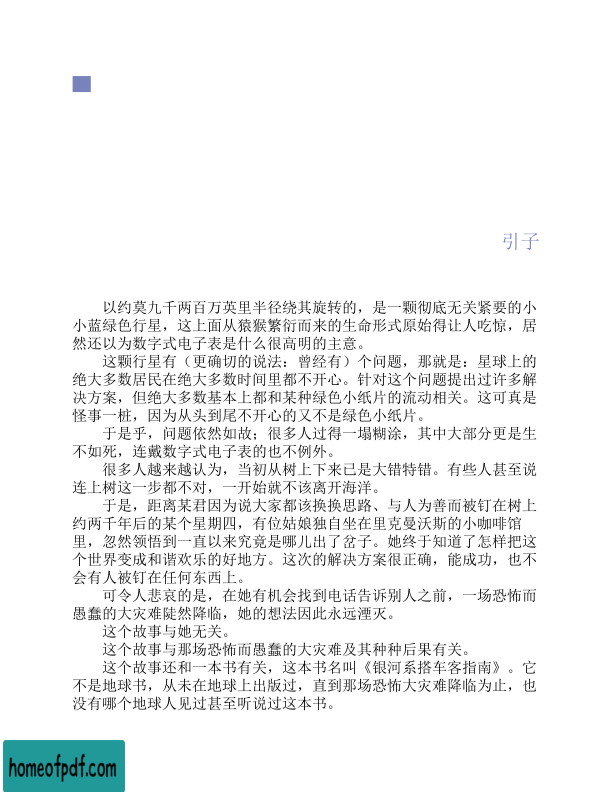 引子
以约莫九千两百万英里半径绕其旋转的，是一颗彻底无关紧要的小
小蓝绿色行星，这上面从猿猴繁衍而来的生命形式原始得让人吃惊，居
然还以为数字式电子表是什么很高明的主意。
这颗行星有（更确切的说法：曾经有）个问题，那就是：星球上的
绝大多数居民在绝大多数时间里都不开心。针对这个问题提出过许多解
决方案，但绝大多数基本上都和某种绿色小纸片的流动相关。这可真是
怪事一桩，因为从头到尾不开心的又不是绿色小纸片。
于是乎，问题依然如故；很多人过得一塌糊涂，其中大部分更是生
不如死，连戴数字式电子表的也不例外。
很多人越来越认为，当初从树上下来已是大错特错。有些人甚至说
连上树这一步都不对，一开始就不该离开海洋。
于是，距离某君因为说大家都该换换思路、与人为善而被钉在树上
约两千年后的某个星期四，有位姑娘独自坐在里克曼沃斯的小咖啡馆
里，忽然领悟到一直以来究竟是哪儿出了岔子。她终于知道了怎样把这
个世界变成和谐欢乐的好地方。这次的解决方案很正确，能成功，也不
会有人被钉在任何东西上。
可令人悲哀的是，在她有机会找到电话告诉别人之前，一场恐怖而
愚蠢的大灾难陡然降临，她的想法因此永远湮灭。
这个故事与她无关。
这个故事与那场恐怖而愚蠢的大灾难及其种种后果有关。
这个故事还和一本书有关，这本书名叫《银河系搭车客指南》。它
不是地球书，从未在地球上出版过，直到那场恐怖大灾难降临为止，也
没有哪个地球人见过甚至听说过这本书。
homeofpdf.com